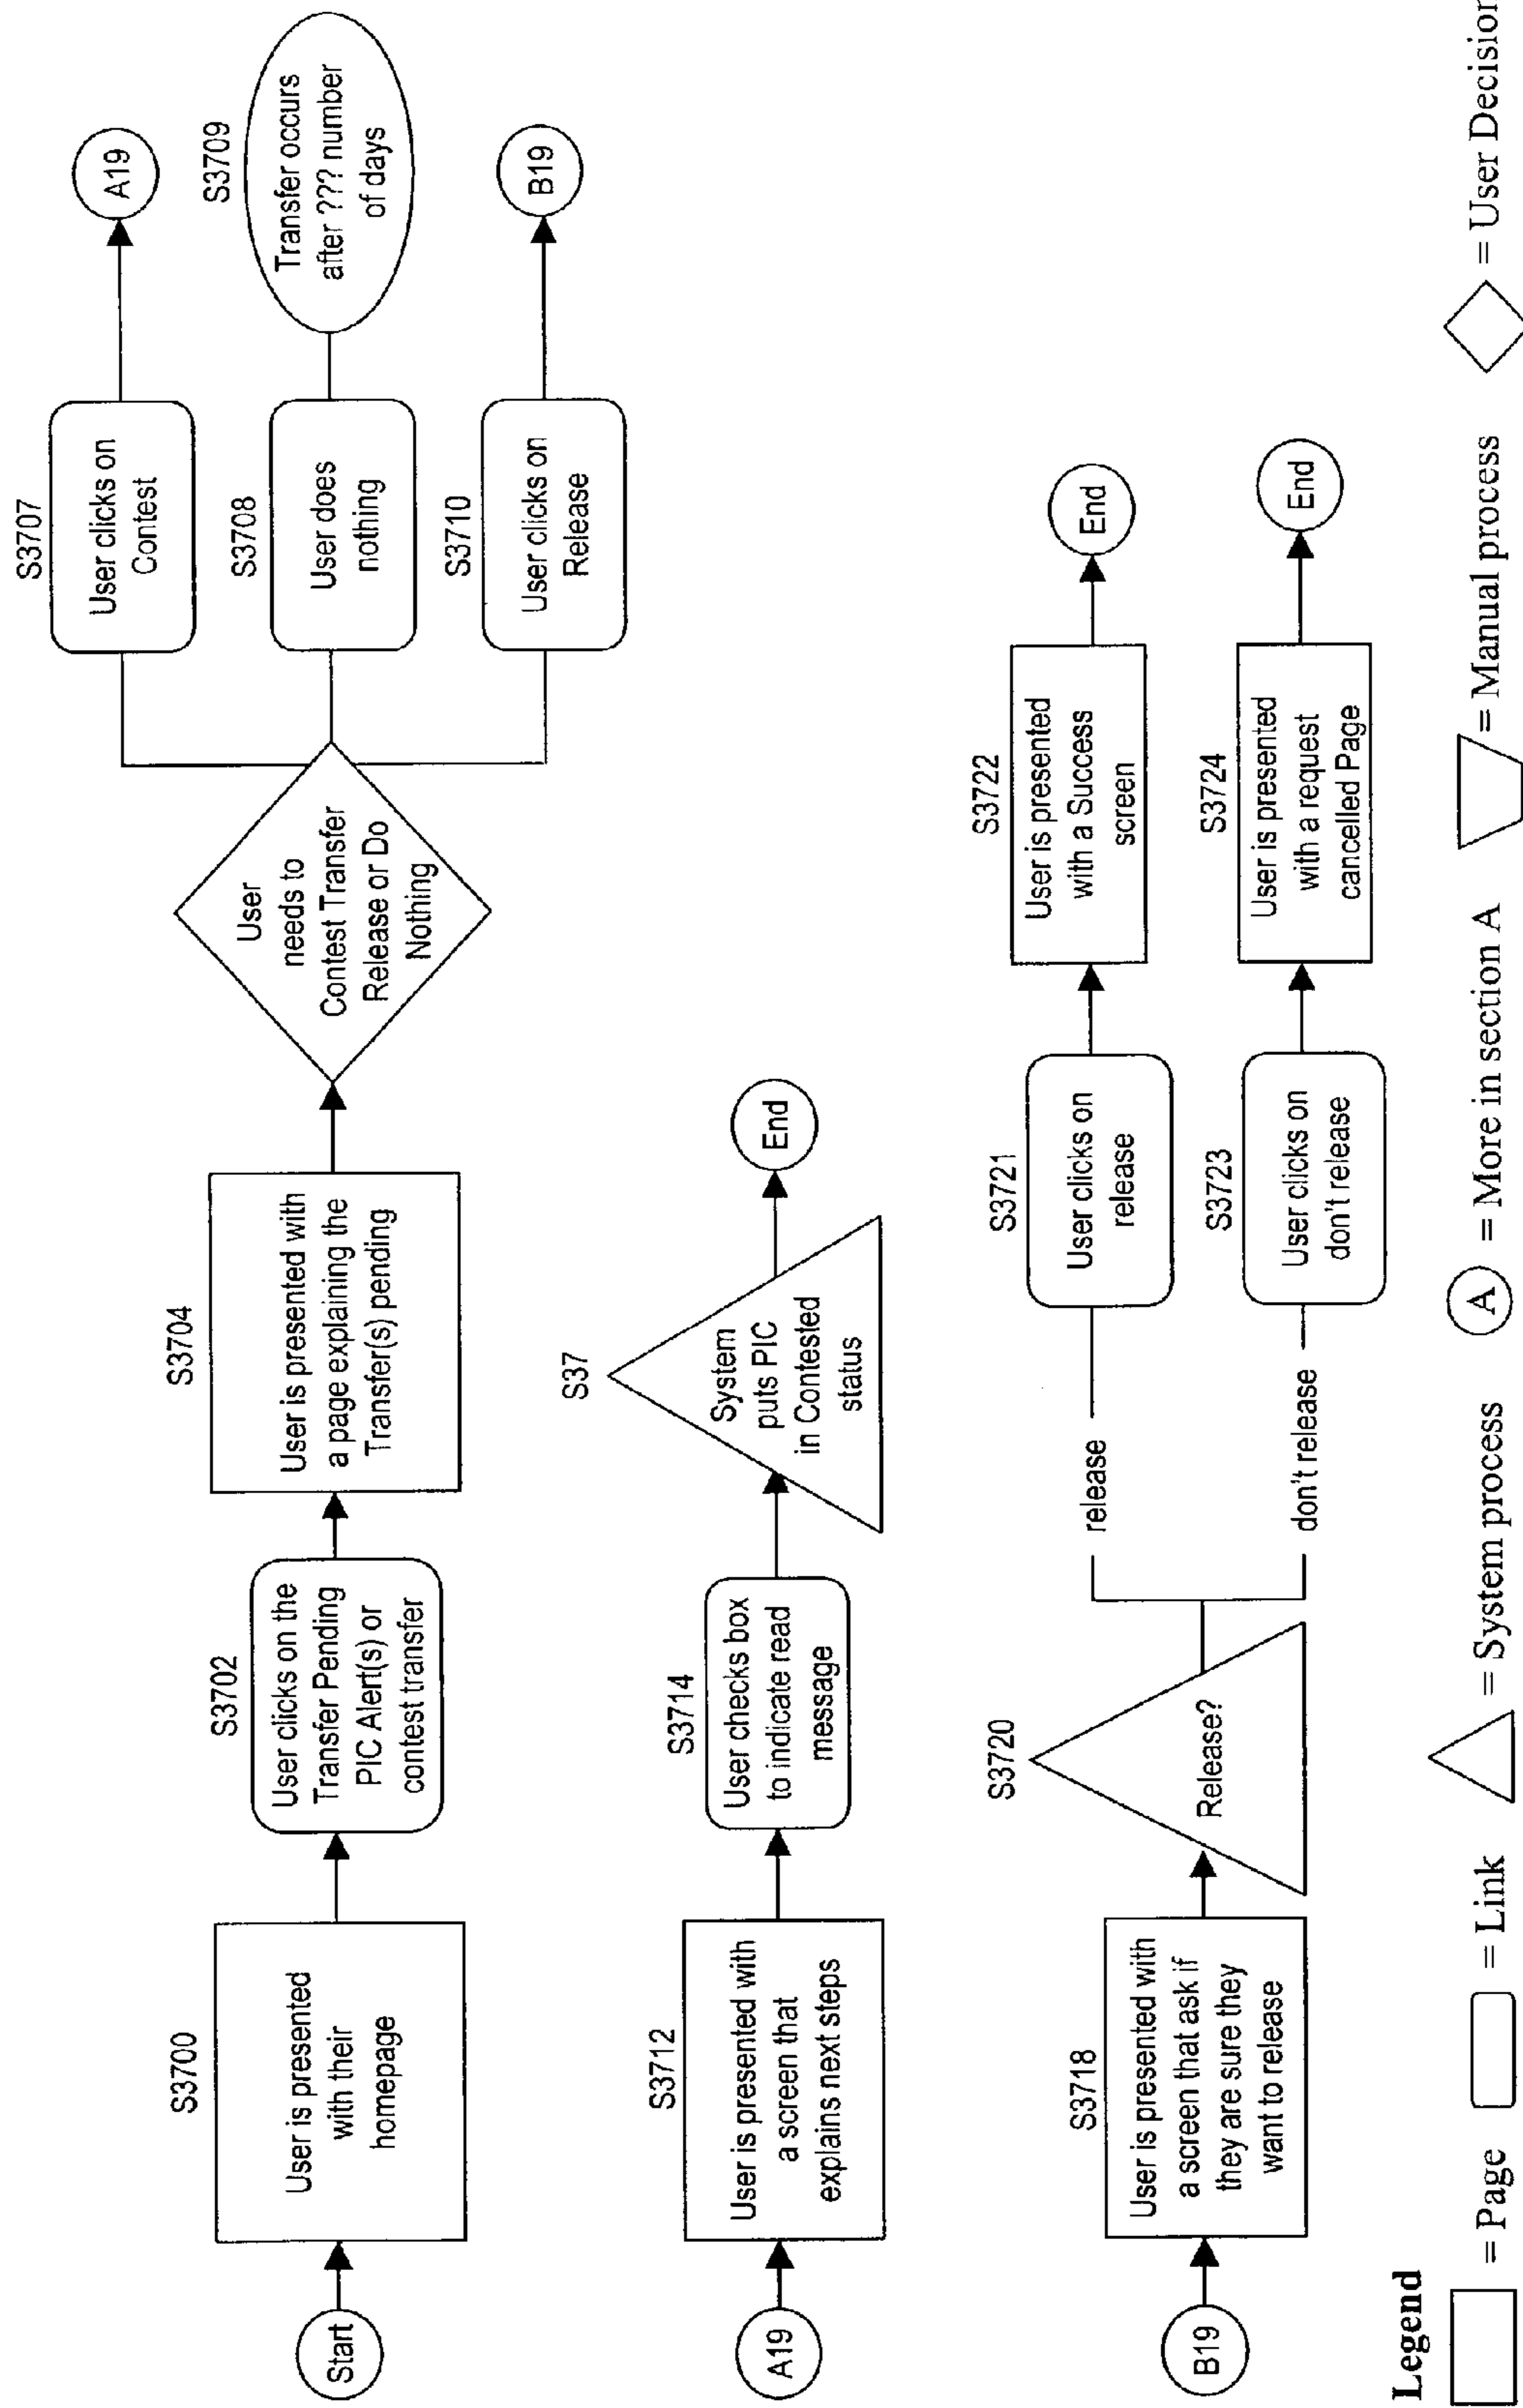 Start
S3700
User is presented
with their
homepage
S3702
User clicks on the
Transfer Pending
PIC Alert(s) or
contest transfer
S3704
User is presented with
a page explaining the
Transfer(s) pending
User
needs to
Contest Transfer
Release or Do
Nothing
S3707
User clicks on
Contest
A19
S3708
User does
nothing
S3709
Transfer occurs
after ??? number
of days
S3710
User clicks on
Release
B19
A19
S3712
User is presented with
a screen that
explains next steps
S3714
User checks box
to indicate read
message
S37
System
puts PIC
in Contested
status
End
B19
S3718
User is presented with
a screen that ask if
they are sure they
want to release
S3720
Release?
release
S3721
User clicks on
release
S3722
User is presented
with a Success
screen
End
don't release
S3723
User clicks on
don't release
S3724
User is presented
with a request
cancelled Page
End
Legend
= Page
= Link
= System process
A = More in section A
= Manual process
= User Decision